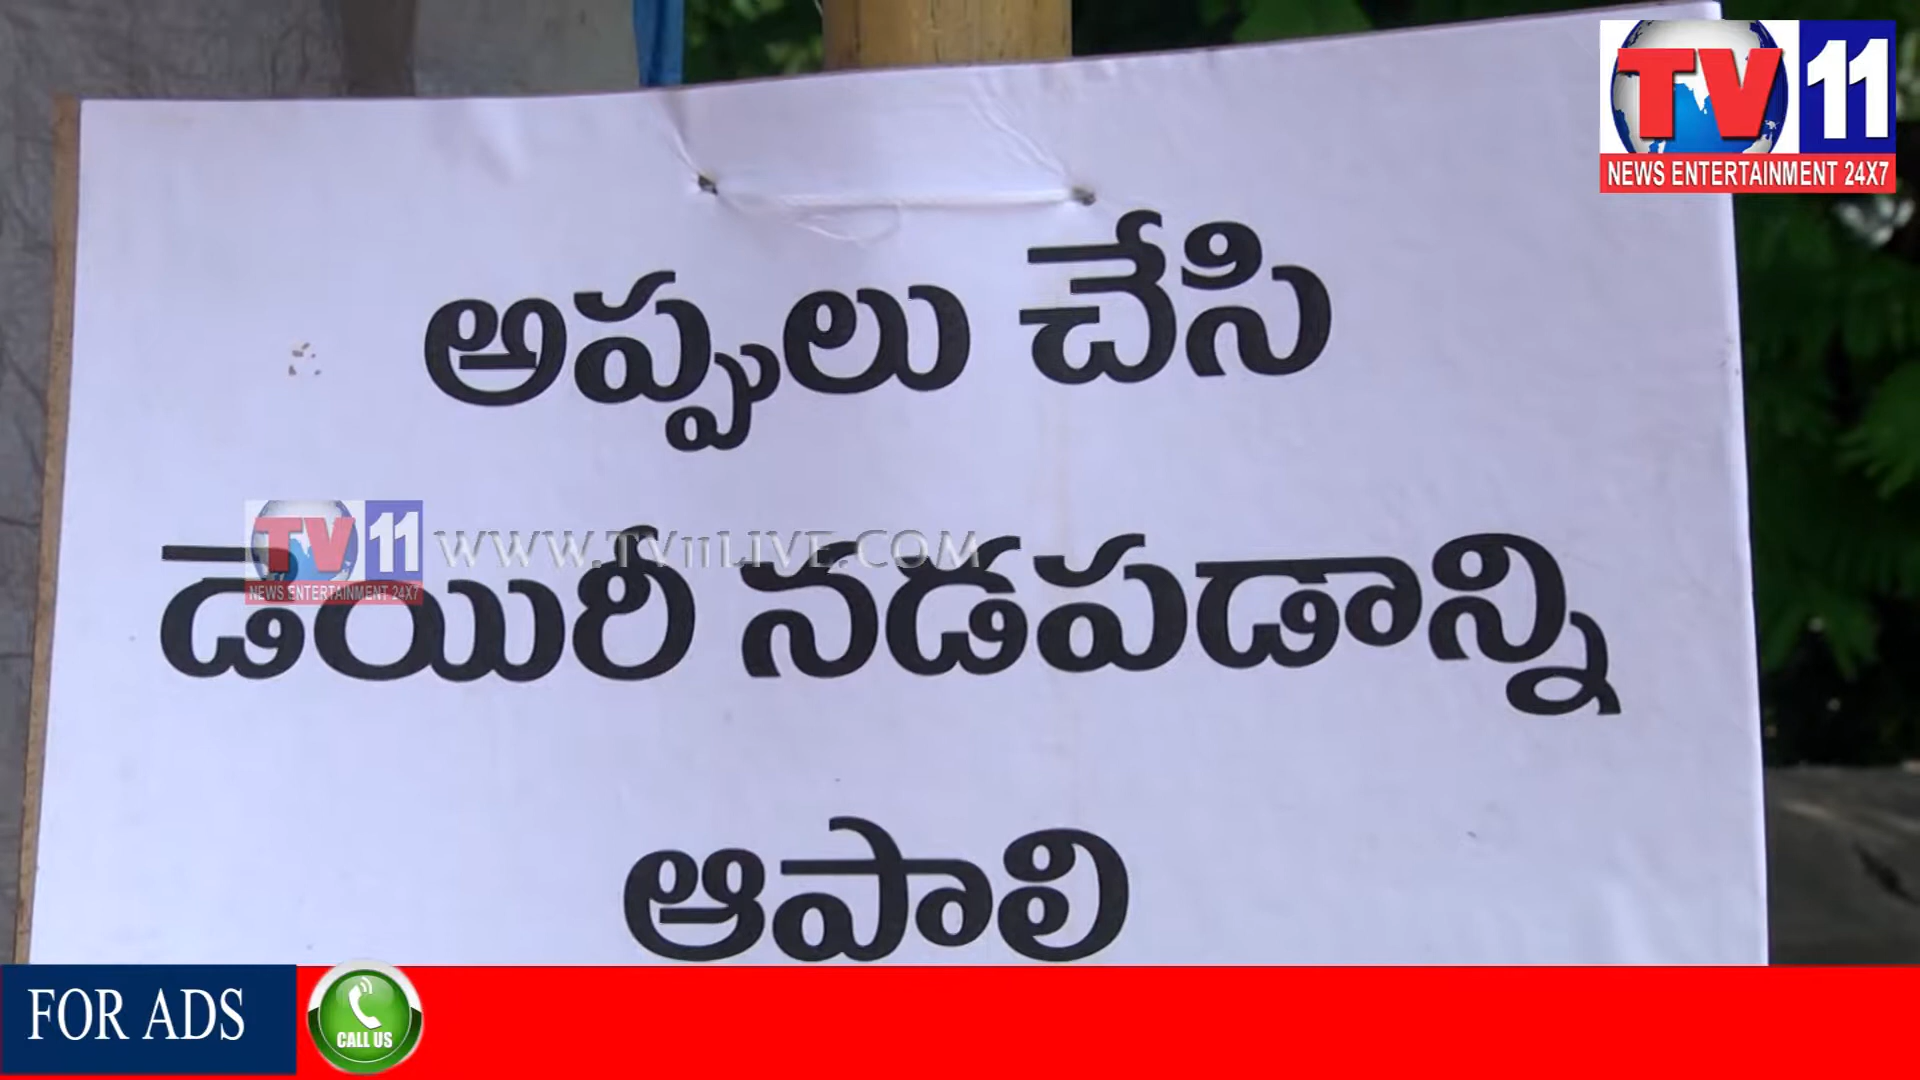 TV 11
NEWS ENTERTAINMENT 24X7
అప్పులు చేసి
TV 11 WWW.TV11LIVE.COM
NEWS ENTERTAINMENT 24X7
డెయిరీ నడపడాన్ని
ఆపాలి
FOR ADS
CALL US